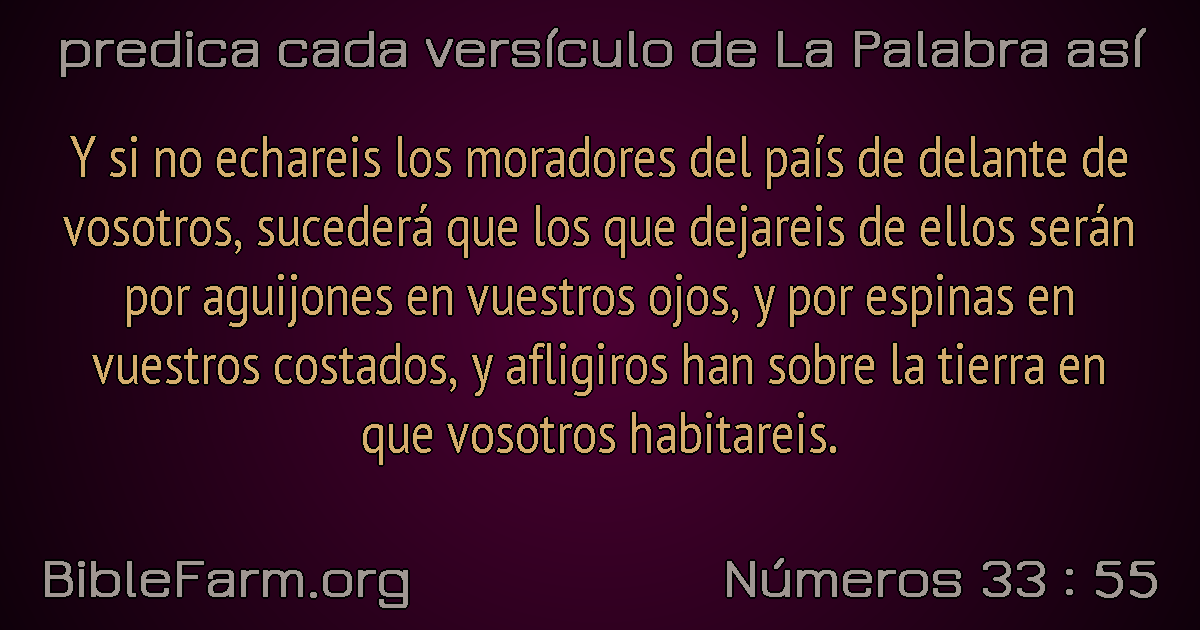 predica cada versículo de La Palabra así
Y si no echareis los moradores del país de delante de
vosotros, sucederá que los que dejareis de ellos serán
por aguijones en vuestros ojos, y por espinas en
vuestros costados, y afligiros han sobre la tierra en
que vosotros habitareis.
BibleFarm.org
Números 33 : 55